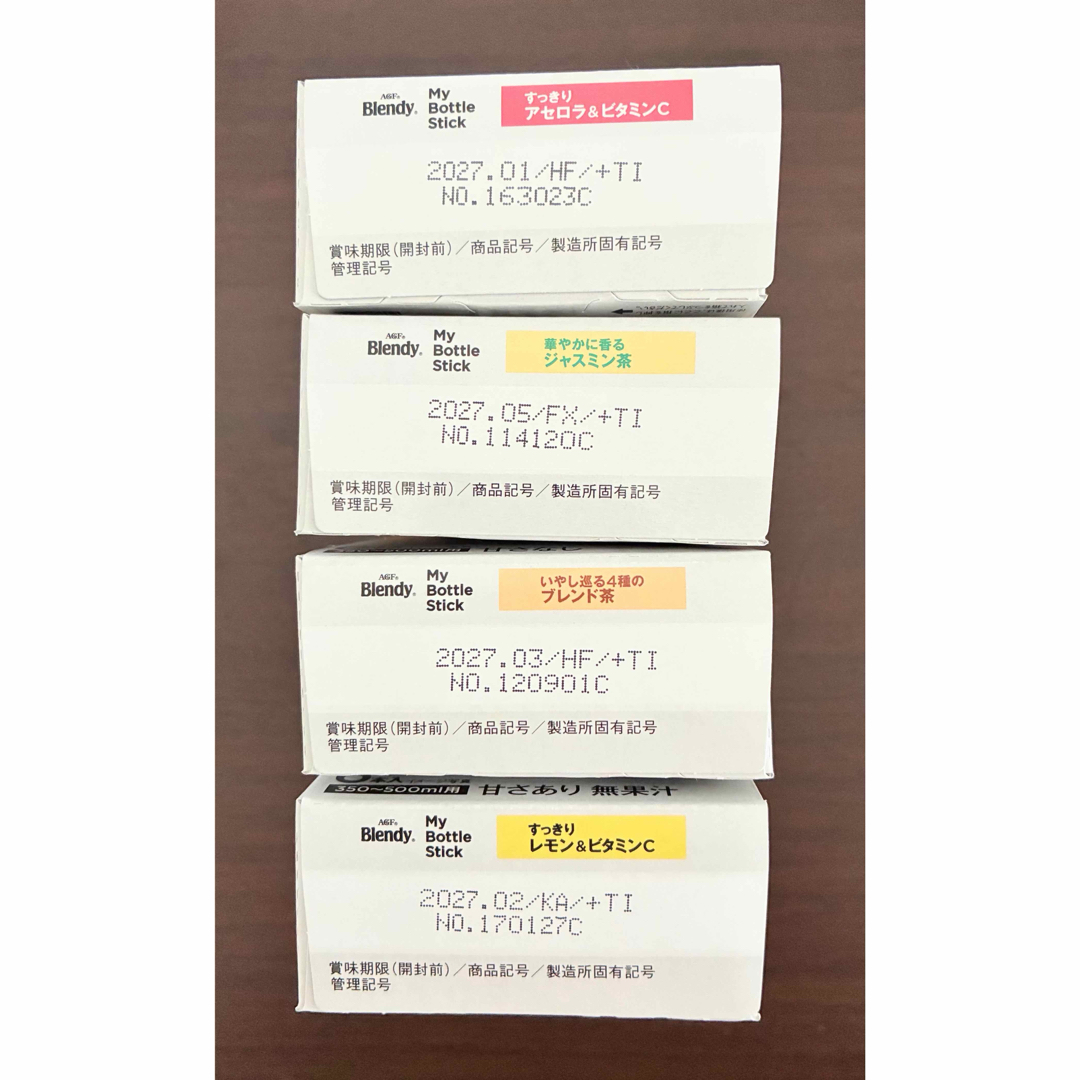 AGF®
Blendy®
My
Bottle
Stick
すっきり
アセロラ&ビタミンC
2027.01/HF/+TI
NO.163023C
賞味期限(開封前)/商品記号/製造所固有記号
管理記号
AGF®
Blendy®
My
Bottle
Stick
華やかに香る
ジャスミン茶
2027.05/FX/+TI
NO.114120C
賞味期限(開封前)/商品記号/製造所固有記号
管理記号
AGF®
Blendy®
My
Bottle
Stick
いやし巡る4種の
ブレンド茶
2027.03/HF/+TI
NO.120901C
賞味期限(開封前)/商品記号/製造所固有記号
管理記号
350~500ml用 甘さあり 無果汁
AGF®
Blendy®
My
Bottle
Stick
すっきり
レモン&ビタミンC
2027.02/KA/+TI
NO.170127C
賞味期限(開封前)/商品記号/製造所固有記号
管理記号